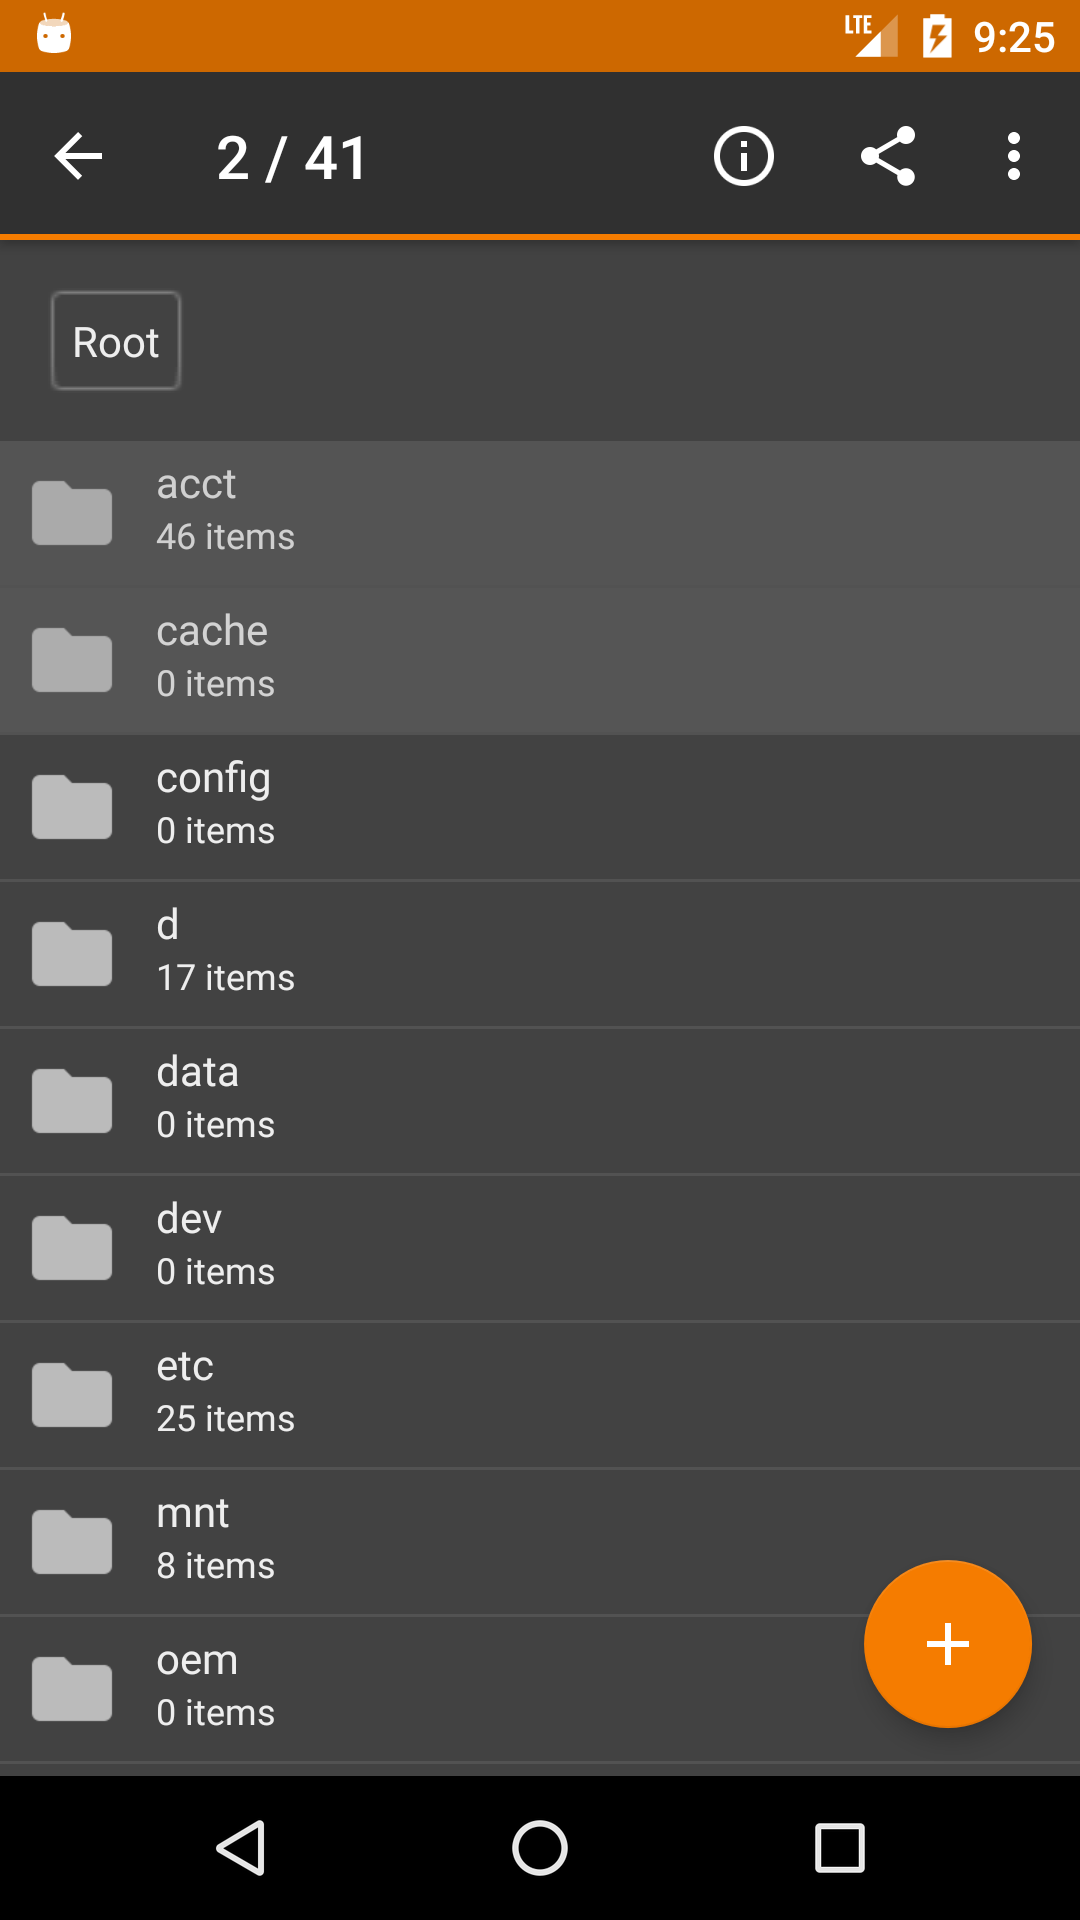 LTE 9:25
2 / 41
Root
acct
46 items
cache
0 items
config
0 items
d
17 items
data
0 items
dev
0 items
etc
25 items
mnt
8 items
oem
0 items